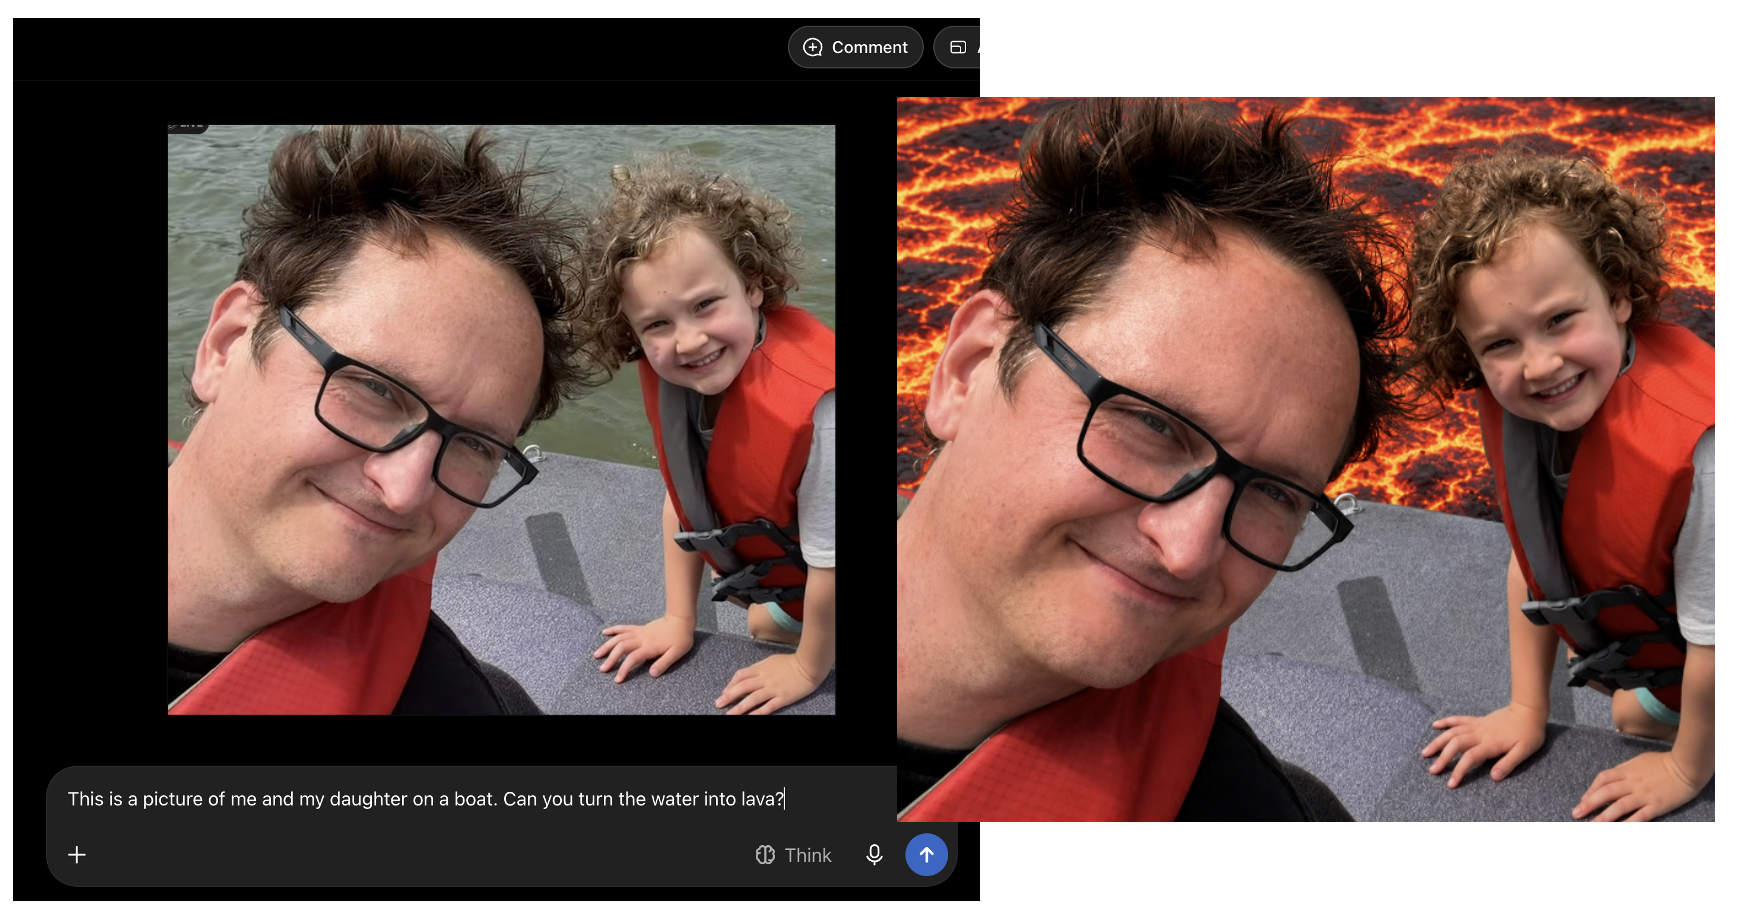 Comment
LIVE
This is a picture of me and my daughter on a boat. Can you turn the water into lava?
Think